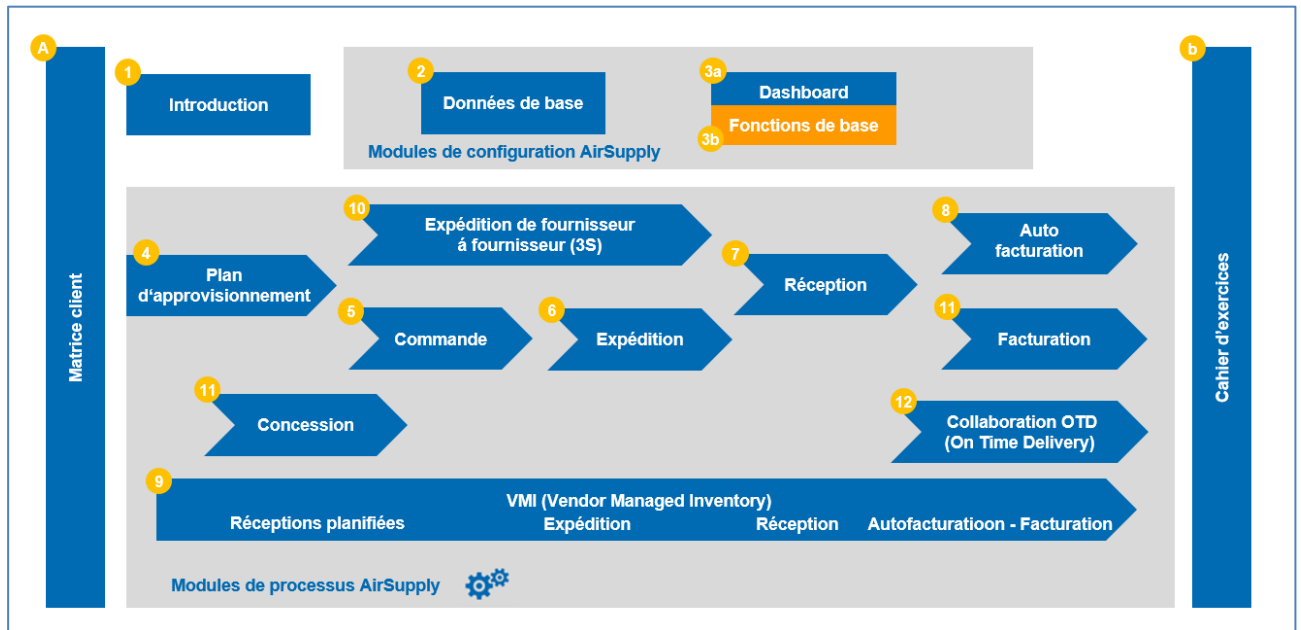 A
Matrice client
1
Introduction
2
Données de base
3a
Dashboard
Fonctions de base
3b
Modules de configuration AirSupply
b
Cahier d'exercices
10
Expédition de fournisseur
á fournisseur (3S)
4
Plan
d'approvisionnement
5
Commande
6
Expédition
7
Réception
8
Auto
facturation
11
Facturation
11
Concession
12
Collaboration OTD
(On Time Delivery)
9
VMI (Vendor Managed Inventory)
Réceptions planifiées Expédition Réception Autofacturatioon - Facturation
Modules de processus AirSupply